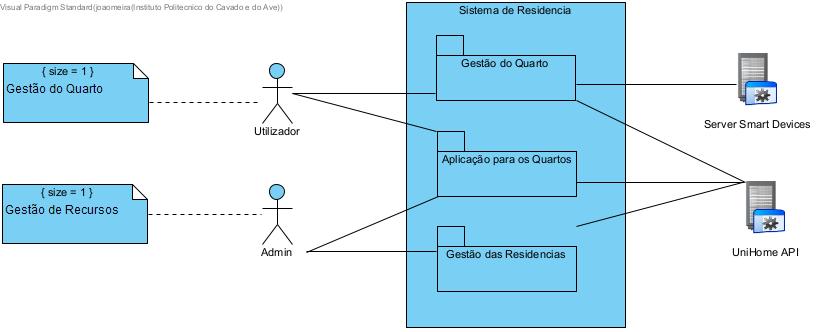 Visual Paradigm Standard(joaomeira(Instituto Politecnico do Cavado e do Ave))
Sistema de Residencia
{ size = 1 }
Gestão do Quarto
Utilizador
Gestão do Quarto
Server Smart Devices
Aplicação para os Quartos
{ size = 1 }
Gestão de Recursos
Admin
Gestão das Residencias
UniHome API